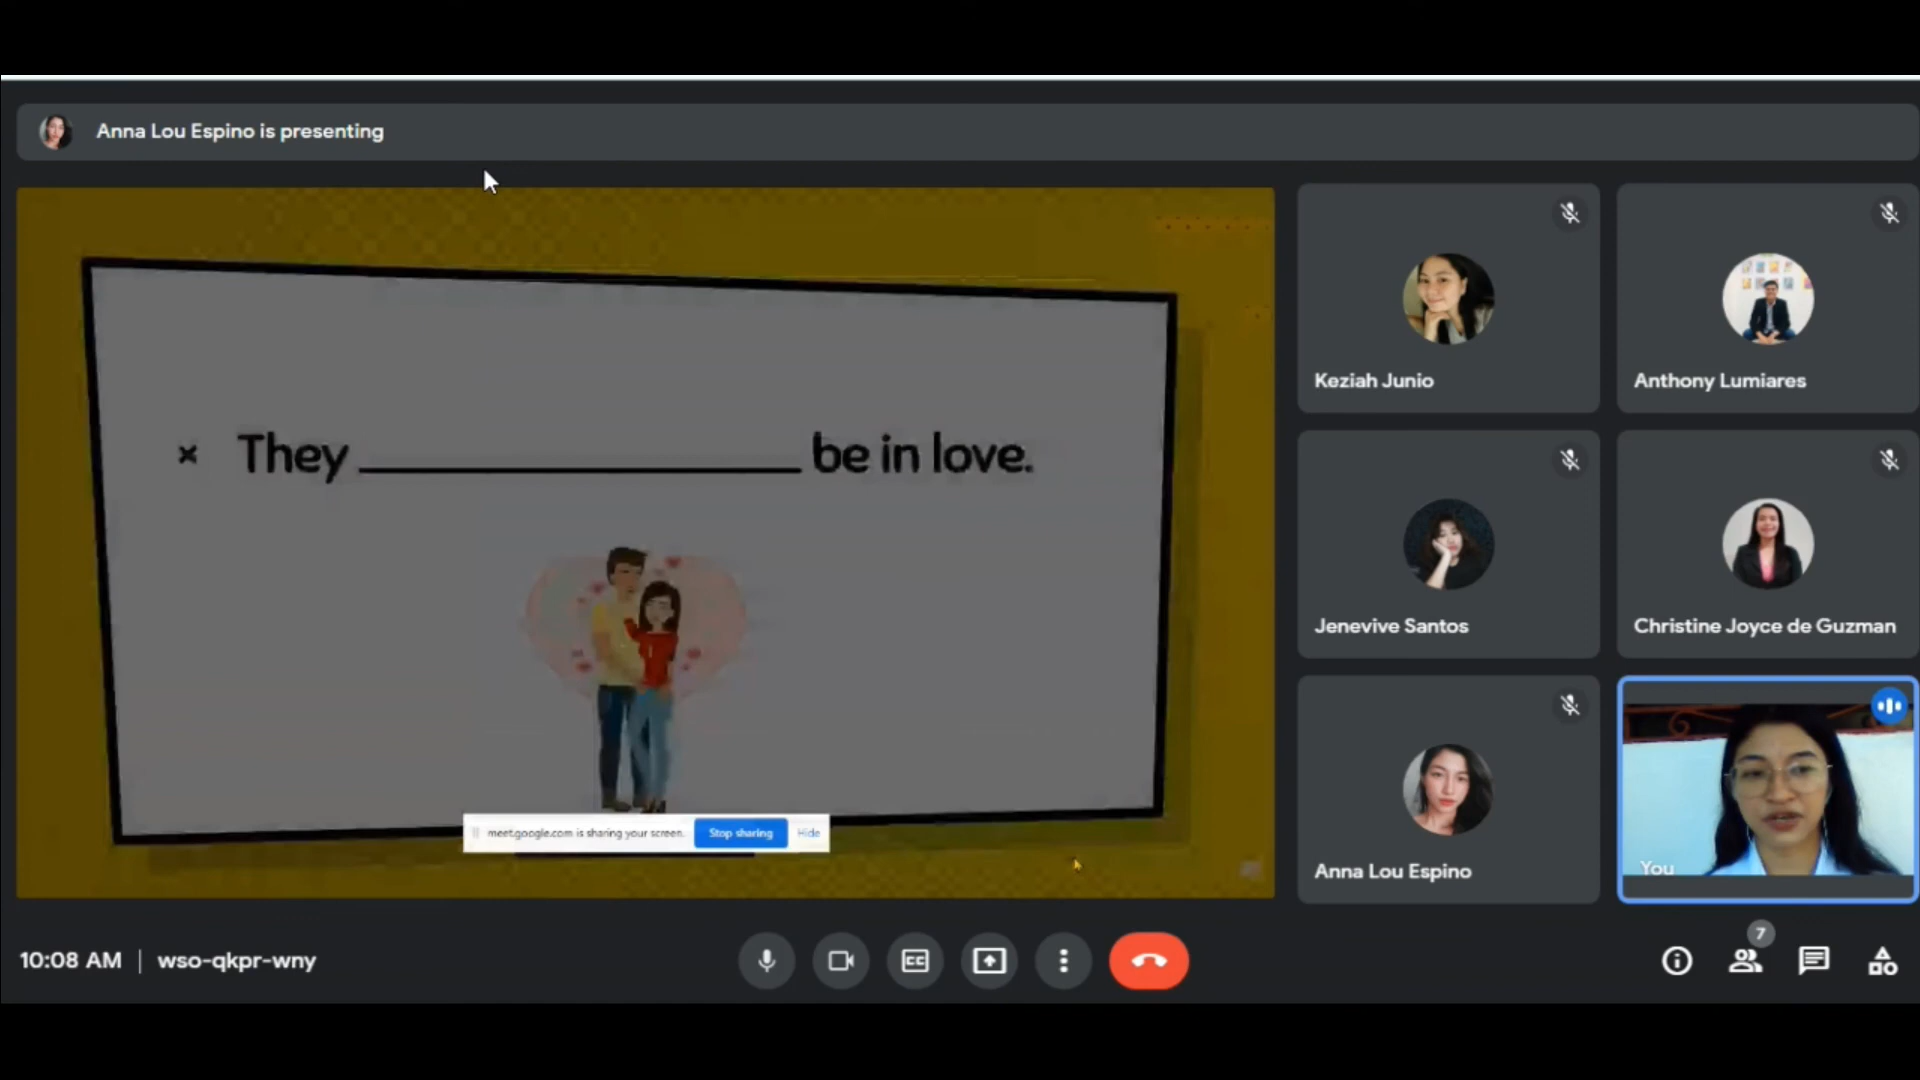 Anna Lou Espino is presenting
× They ______________ be in love.
meet.google.com is sharing your screen. Stop sharing Hide
Keziah Junio
Anthony Lumiares
Jenevive Santos
Christine Joyce de Guzman
Anna Lou Espino
You
10:08 AM | wso-qkpr-wny
CC
7